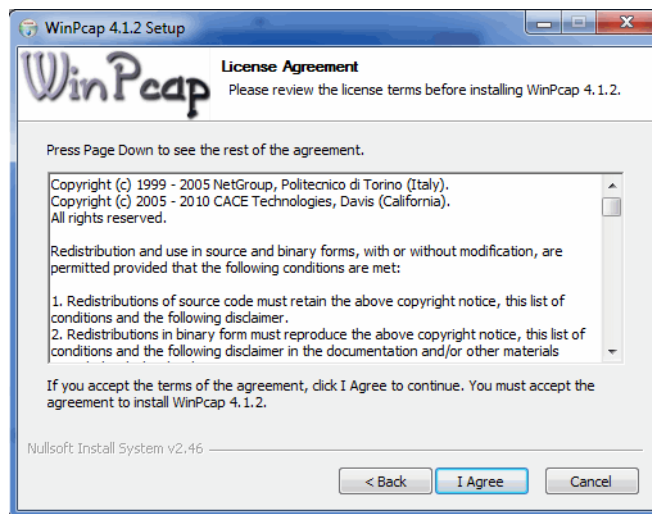 WinPcap 4.1.2 Setup
WinPcap
License Agreement
Please review the license terms before installing WinPcap 4.1.2.
Press Page Down to see the rest of the agreement.
Copyright (c) 1999 - 2005 NetGroup, Politecnico di Torino (Italy).
Copyright (c) 2005 - 2010 CACE Technologies, Davis (California).
All rights reserved.
Redistribution and use in source and binary forms, with or without modification, are
permitted provided that the following conditions are met:
1. Redistributions of source code must retain the above copyright notice, this list of
conditions and the following disclaimer.
2. Redistributions in binary form must reproduce the above copyright notice, this list of
conditions and the following disclaimer in the documentation and/or other materials
If you accept the terms of the agreement, click I Agree to continue. You must accept the
agreement to install WinPcap 4.1.2.
Nullsoft Install System v2.46
< Back
I Agree
Cancel